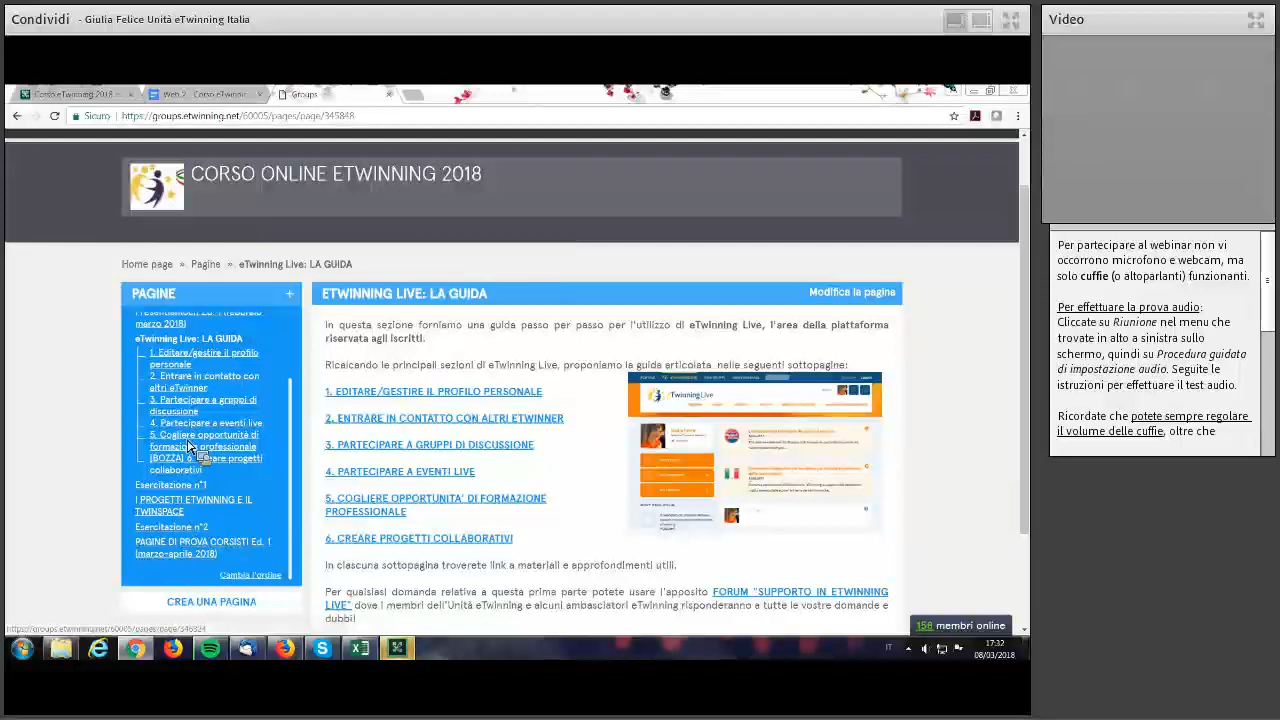 Condividi - Giulia Felice Unità eTwinning Italia
Video
Corso eTwinning 2018
Web 2 Corso eTwinnin
Groups
Sicuro https://groups.etwinning.net/60005/pages/page/345848
CORSO ONLINE ETWINNING 2018
Home page » Pagine » eTwinning Live: LA GUIDA
PAGINE +
marzo 2018)
eTwinning Live: LA GUIDA
1. Editare/gestire il profilo
personale
2. Entrare in contatto con
altri eTwinner
3. Partecipare a gruppi di
discussione
4. Partecipare a eventi live
5. Cogliere opportunità di
formazione professionale
[BOZZA] 6. Creare progetti
collaborativi
Esercitazione n°1
I PROGETTI ETWINNING E IL
TWINSPACE
Esercitazione n°2
PAGINE DI PROVA CORSISTI Ed. 1
(marzo-aprile 2018)
Cambia l'ordine
CREA UNA PAGINA
ETWINNING LIVE: LA GUIDA
Modifica la pagina
In questa sezione forniamo una guida passo per passo per l'utilizzo di eTwinning Live, l'area della piattaforma
riservata agli iscritti.
Ricalcando le principali sezioni di eTwinning Live, proponiamo la guida articolata nelle seguenti sottopagine:
1. EDITARE/GESTIRE IL PROFILO PERSONALE
2. ENTRARE IN CONTATTO CON ALTRI ETWINNER
3. PARTECIPARE A GRUPPI DI DISCUSSIONE
4. PARTECIPARE A EVENTI LIVE
5. COGLIERE OPPORTUNITA' DI FORMAZIONE
PROFESSIONALE
6. CREARE PROGETTI COLLABORATIVI
TwinningLive
In ciascuna sottopagina troverete link a materiali e approfondimenti utili.
Per qualsiasi domanda relativa a questa prima parte potete usare l'apposito FORUM "SUPPORTO IN ETWINNING
LIVE" dove i membri dell'Unità eTwinning e alcuni ambasciatori eTwinning risponderanno a tutte le vostre domande e
dubbi!
156 membri online
IT
17:32
08/03/2018
Per partecipare al webinar non vi
occorrono microfono e webcam, ma
solo cuffie (o altoparlanti) funzionanti.
Per effettuare la prova audio:
Cliccate su Riunione nel menu che
trovate in alto a sinistra sullo
schermo, quindi su Procedura guidata
di impostazione audio. Seguite le
istruzioni per effettuare il test audio.
Ricordate che potete sempre regolare
il volume delle cuffie, oltre che